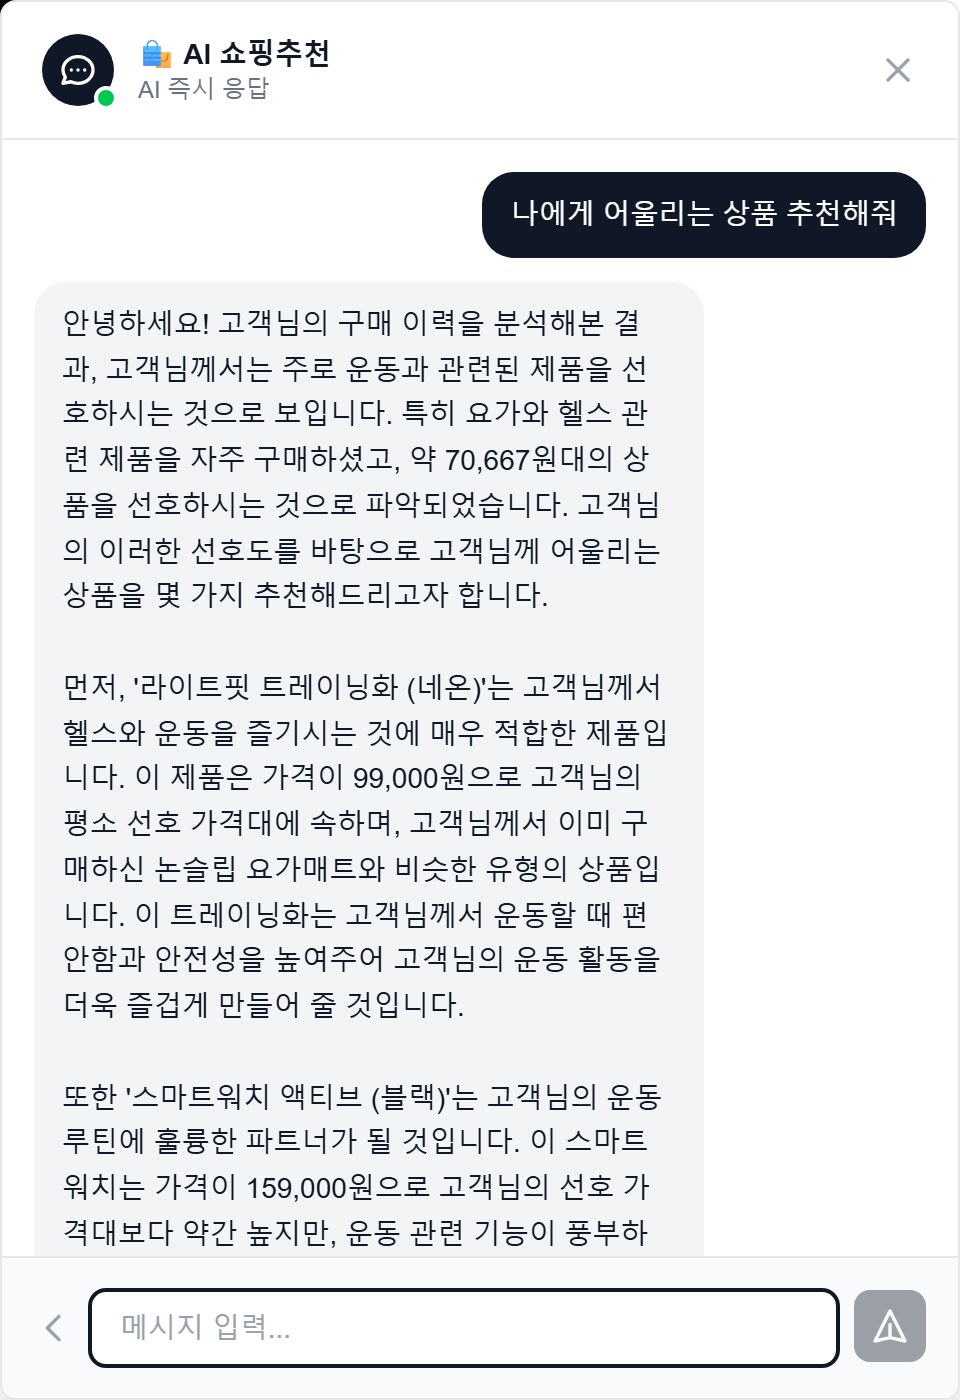 AI 쇼핑추천
AI 즉시 응답
나에게 어울리는 상품 추천해줘
안녕하세요! 고객님의 구매 이력을 분석해본 결
과, 고객님께서는 주로 운동과 관련된 제품을 선
호하시는 것으로 보입니다. 특히 요가와 헬스 관
련 제품을 자주 구매하셨고, 약 70,667원대의 상
품을 선호하시는 것으로 파악되었습니다. 고객님
의 이러한 선호도를 바탕으로 고객님께 어울리는
상품을 몇 가지 추천해드리고자 합니다.
먼저, '라이트핏 트레이닝화 (네온)'는 고객님께서
헬스와 운동을 즐기시는 것에 매우 적합한 제품입
니다. 이 제품은 가격이 99,000원으로 고객님의
평소 선호 가격대에 속하며, 고객님께서 이미 구
매하신 논슬립 요가매트와 비슷한 유형의 상품입
니다. 이 트레이닝화는 고객님께서 운동할 때 편
안함과 안전성을 높여주어 고객님의 운동 활동을
더욱 즐겁게 만들어 줄 것입니다.
또한 '스마트워치 액티브 (블랙)'는 고객님의 운동
루틴에 훌륭한 파트너가 될 것입니다. 이 스마트
워치는 가격이 159,000원으로 고객님의 선호 가
격대보다 약간 높지만, 운동 관련 기능이 풍부하
메시지 입력...